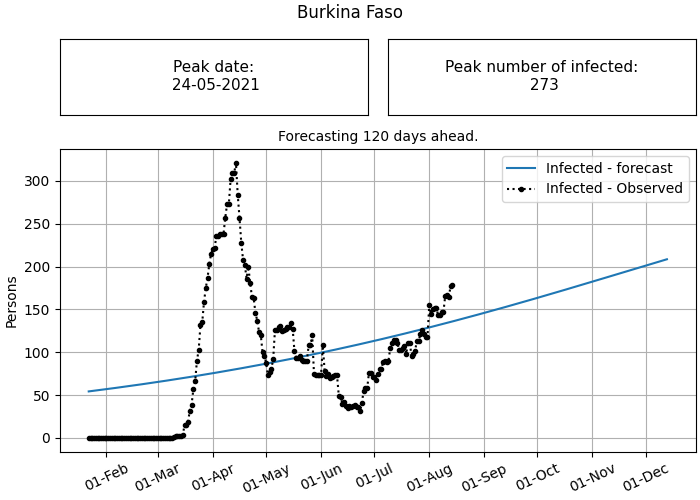 Burkina Faso
Peak date:
24-05-2021
Peak number of infected:
273
Forecasting 120 days ahead.
Infected - forecast
Infected - Observed
Persons
300
250
200
150
100
50
0
01-Feb
01-Mar
01-Apr
01-May
01-Jun
01-Jul
01-Aug
01-Sep
01-Oct
01-Nov
01-Dec